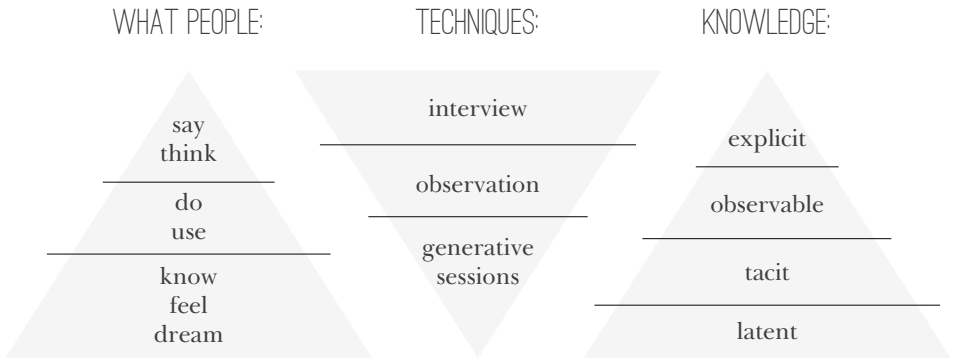 WHAT PEOPLE:
say
think
do
use
know
feel
dream
TECHNIQUES:
interview
observation
generative
sessions
KNOWLEDGE:
explicit
observable
tacit
latent